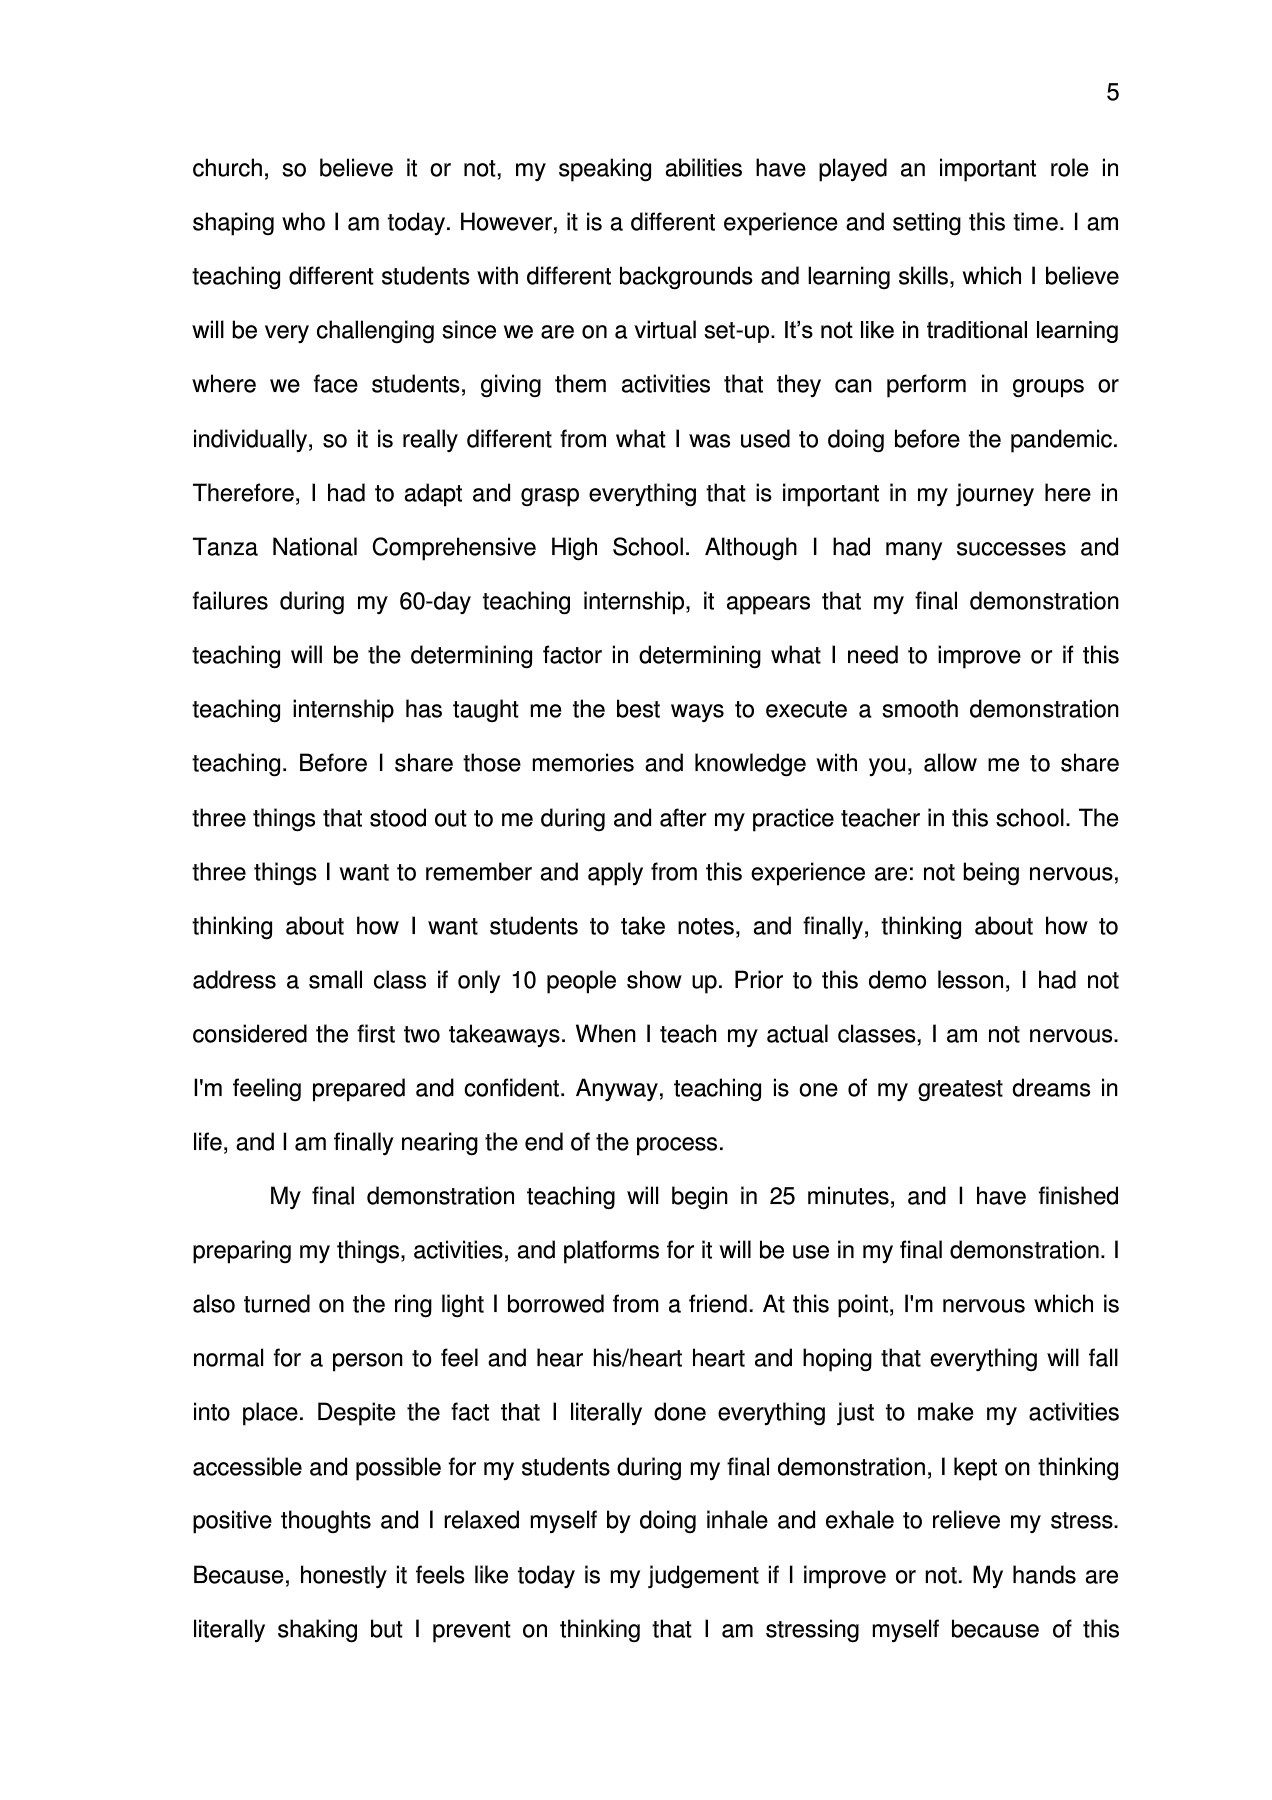 5
church, so believe it or not, my speaking abilities have played an important role in
shaping who I am today. However, it is a different experience and setting this time. I am
teaching different students with different backgrounds and learning skills, which I believe
will be very challenging since we are on a virtual set-up. It’s not like in traditional learning
where we face students, giving them activities that they can perform in groups or
individually, so it is really different from what I was used to doing before the pandemic.
Therefore, I had to adapt and grasp everything that is important in my journey here in
Tanza National Comprehensive High School. Although I had many successes and
failures during my 60-day teaching internship, it appears that my final demonstration
teaching will be the determining factor in determining what I need to improve or if this
teaching internship has taught me the best ways to execute a smooth demonstration
teaching. Before I share those memories and knowledge with you, allow me to share
three things that stood out to me during and after my practice teacher in this school. The
three things I want to remember and apply from this experience are: not being nervous,
thinking about how I want students to take notes, and finally, thinking about how to
address a small class if only 10 people show up. Prior to this demo lesson, I had not
considered the first two takeaways. When I teach my actual classes, I am not nervous.
I'm feeling prepared and confident. Anyway, teaching is one of my greatest dreams in
life, and I am finally nearing the end of the process.
My final demonstration teaching will begin in 25 minutes, and I have finished
preparing my things, activities, and platforms for it will be use in my final demonstration. I
also turned on the ring light I borrowed from a friend. At this point, I'm nervous which is
normal for a person to feel and hear his/heart heart and hoping that everything will fall
into place. Despite the fact that I literally done everything just to make my activities
accessible and possible for my students during my final demonstration, I kept on thinking
positive thoughts and I relaxed myself by doing inhale and exhale to relieve my stress.
Because, honestly it feels like today is my judgement if I improve or not. My hands are
literally shaking but I prevent on thinking that I am stressing myself because of this